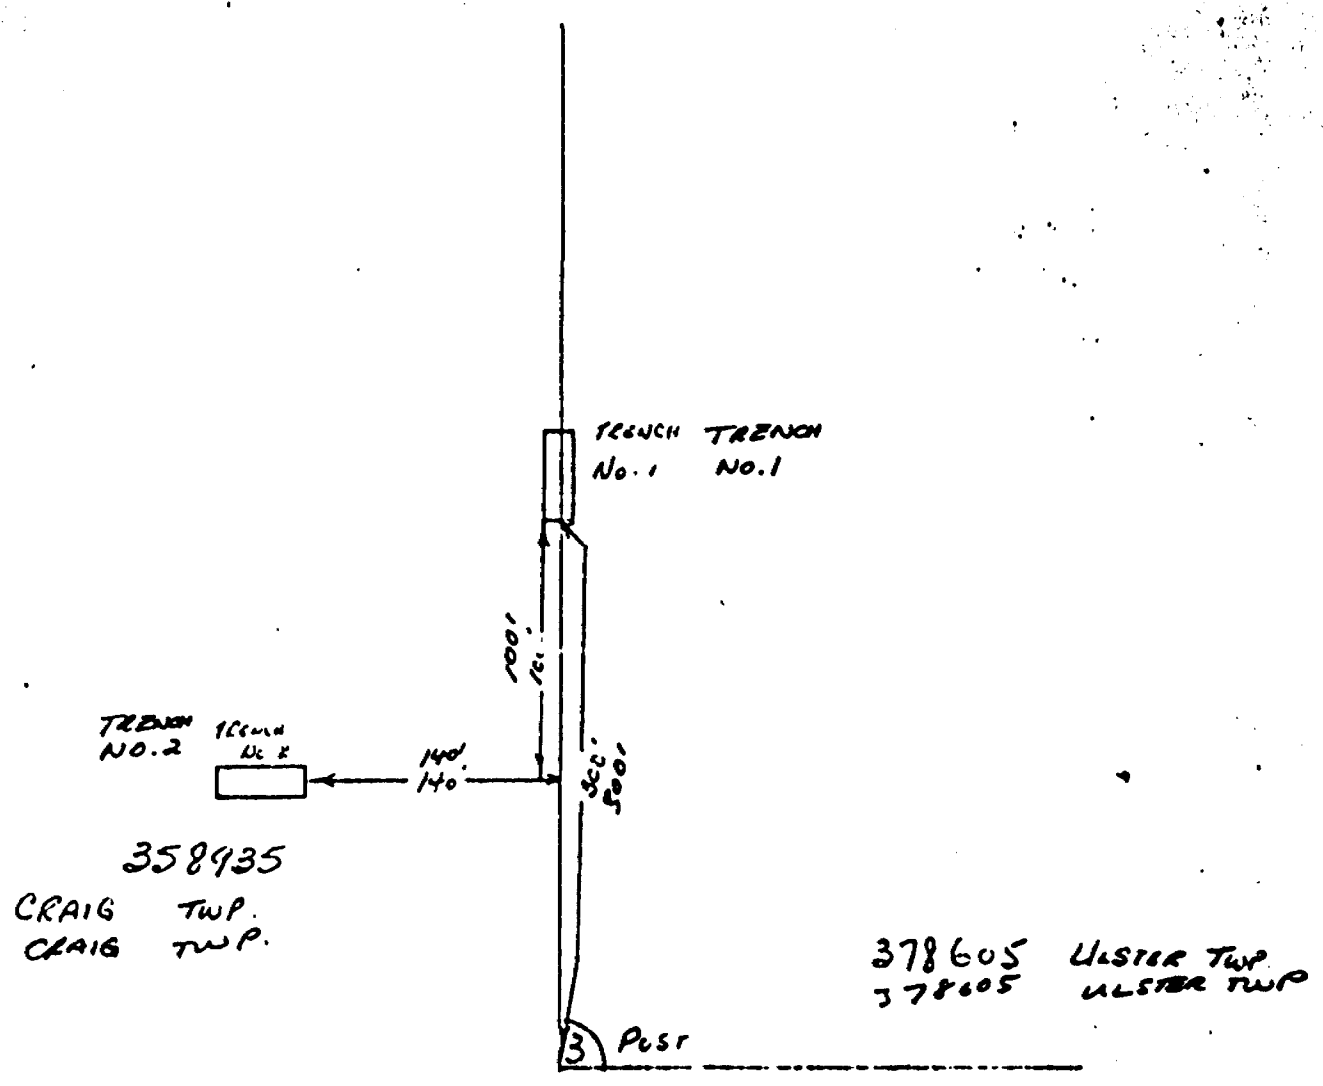 TRENCH TRENCH
No. 1 NO.1
100'
TRENCH
NO.2
140'
140'
300'
300'
358935
CRAIG TWP.
CRAIG TWP.
378605 ULSTER TWP.
378605 ULSTER TWP
3 POST